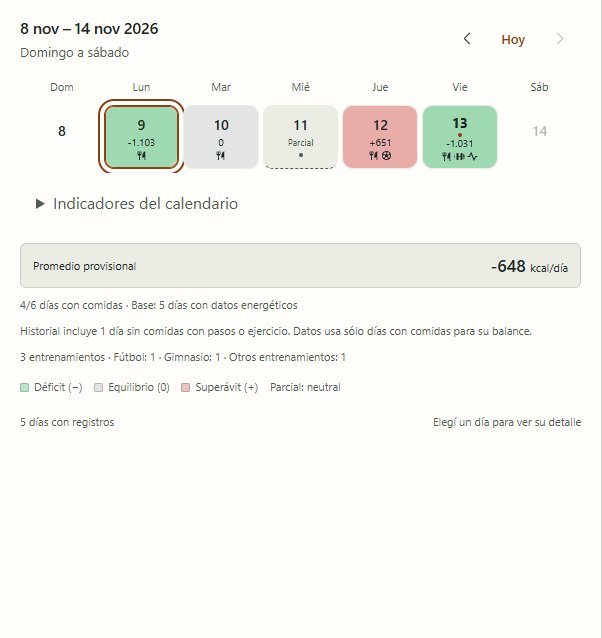 8 nov – 14 nov 2026
Domingo a sábado
Hoy
Dom Lun Mar Mié Jue Vie Sáb
8 9 10 11 12 13 14
-1.103 0 Parcial +651 -1.031
▶ Indicadores del calendario
Promedio provisional -648 kcal/día
4/6 días con comidas · Base: 5 días con datos energéticos
Historial incluye 1 día sin comidas con pasos o ejercicio. Datos usa sólo días con comidas para su balance.
3 entrenamientos · Fútbol: 1 · Gimnasio: 1 · Otros entrenamientos: 1
Déficit (−) Equilibrio (0) Superávit (+) Parcial: neutral
5 días con registros Elegí un día para ver su detalle